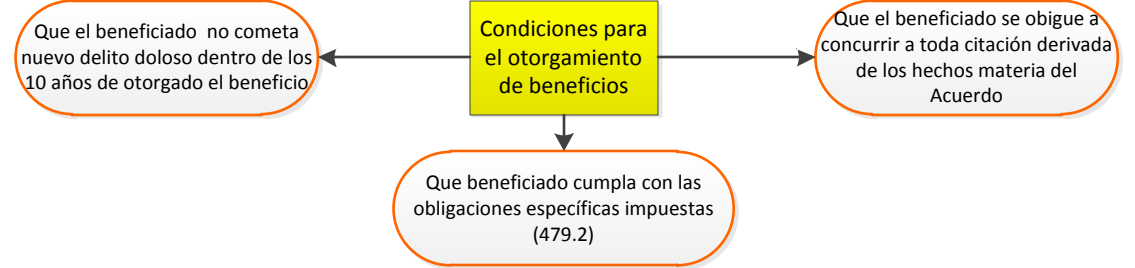 Que el beneficiado  no cometa
nuevo delito doloso dentro de los
10 años de otorgado el beneficio
Condiciones para
el otorgamiento
de beneficios
Que el beneficiado se obigue a
concurrir a toda citación derivada
de los hechos materia del
Acuerdo
Que beneficiado cumpla con las
obligaciones específicas impuestas
(479.2)